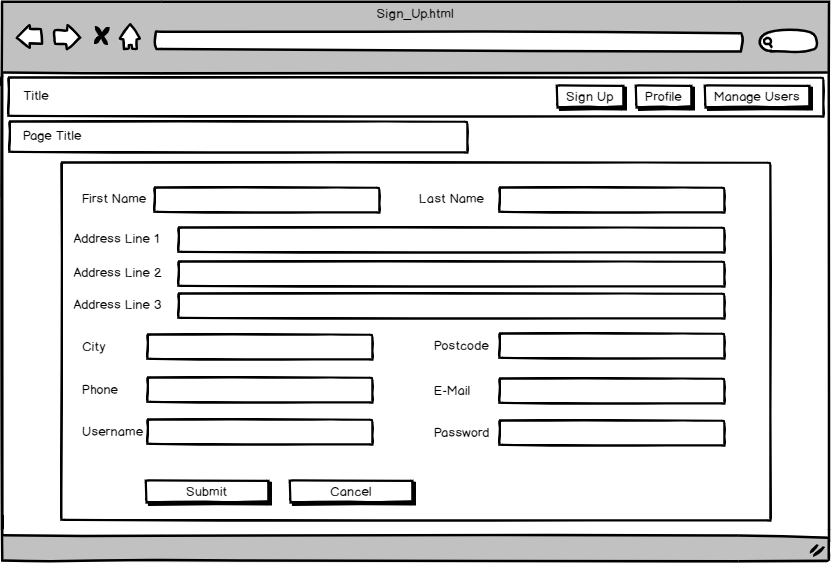 Sign_Up.html
Title Sign Up Profile Manage Users
Page Title
First Name Last Name
Address Line 1
Address Line 2
Address Line 3
City Postcode
Phone E-Mail
Username Password
Submit Cancel